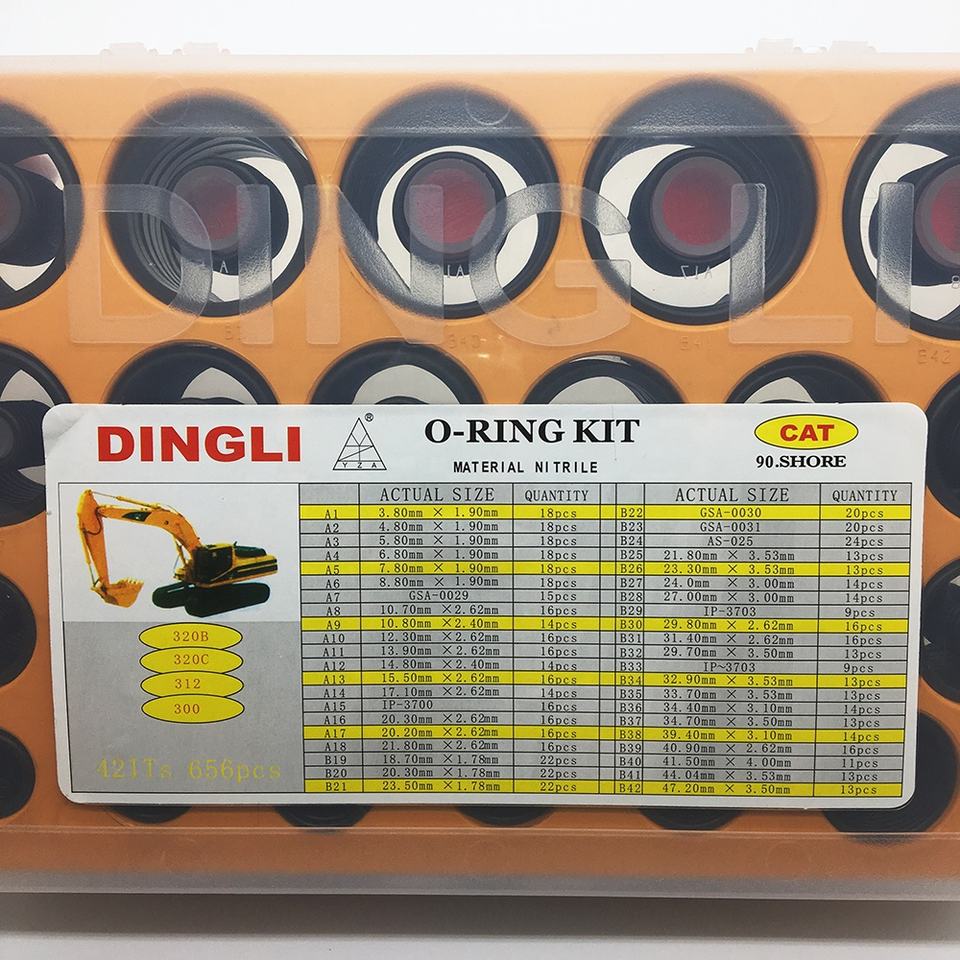 DING LI
A17
B40
B41
B42
DINGLI
®
YZA
O-RING KIT
MATERIAL NITRILE
CAT
90.SHORE
ACTUAL SIZE QUANTITY ACTUAL SIZE QUANTITY
A1 3.80mm × 1.90mm 18pcs B22 GSA-0030 20pcs
A2 4.80mm × 1.90mm 18pcs B23 GSA-0031 20pcs
A3 5.80mm × 1.90mm 18pcs B24 AS-025 24pcs
A4 6.80mm × 1.90mm 18pcs B25 21.80mm × 3.53mm 13pcs
A5 7.80mm × 1.90mm 18pcs B26 23.30mm × 3.53mm 13pcs
A6 8.80mm × 1.90mm 18pcs B27 24.0mm × 3.00mm 14pcs
A7 GSA-0029 15pcs B28 27.00mm × 3.00mm 14pcs
A8 10.70mm ×2.62mm 16pcs B29 IP-3703 9pcs
A9 10.80mm ×2.40mm 14pcs B30 29.80mm × 2.62mm 16pcs
A10 12.30mm ×2.62mm 16pcs B31 31.40mm × 2.62mm 16pcs
A11 13.90mm ×2.62mm 16pcs B32 29.70mm × 3.50mm 13pcs
A12 14.80mm ×2.40mm 14pcs B33 IP~3703 9pcs
A13 15.50mm ×2.62mm 16pcs B34 32.90mm × 3.53mm 13pcs
A14 17.10mm ×2.62mm 14pcs B35 33.70mm × 3.53mm 13pcs
A15 IP-3700 16pcs B36 34.40mm × 3.10mm 14pcs
A16 20.30mm ×2.62mm 16pcs B37 34.70mm × 3.50mm 13pcs
A17 20.20mm ×2.62mm 16pcs B38 39.40mm × 3.10mm 14pcs
A18 21.80mm ×2.62mm 16pcs B39 40.90mm × 2.62mm 16pcs
B19 18.70mm ×1.78mm 22pcs B40 41.50mm × 4.00mm 11pcs
B20 20.30mm ×1.78mm 22pcs B41 44.04mm × 3.53mm 13pcs
B21 23.50mm ×1.78mm 22pcs B42 47.20mm × 3.50mm 13pcs
320B
320C
312
300
42ITs 656pcs